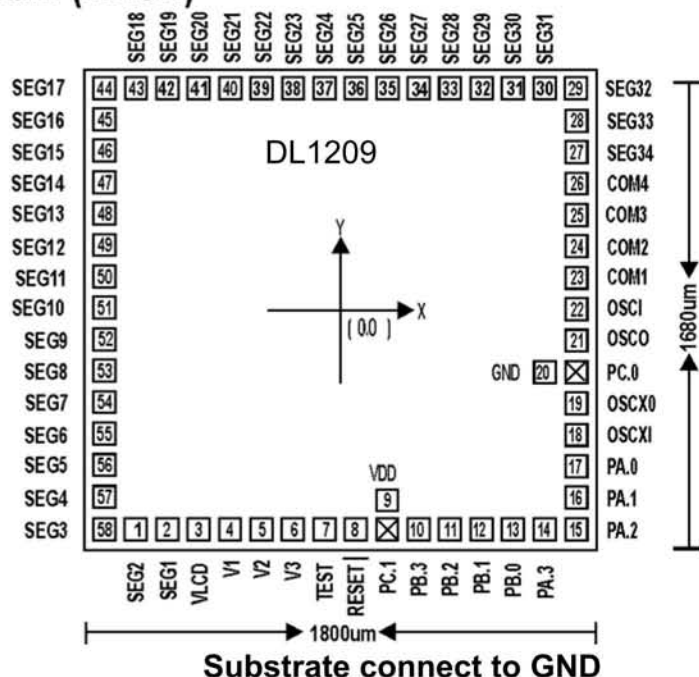 SEG18 SEG19 SEG20 SEG21 SEG22 SEG23 SEG24 SEG25 SEG26 SEG27 SEG28 SEG29 SEG30 SEG31
SEG17 44 43 42 41 40 39 38 37 36 35 34 33 32 31 30 29 SEG32
SEG16 45 28 SEG33
SEG15 46 DL1209 27 SEG34
SEG14 47 26 COM4
SEG13 48 25 COM3
Y
SEG12 49 24 COM2
SEG11 50 23 COM1
SEG10 51 X 22 OSCI
(0.0)
SEG9 52 21 OSCO
SEG8 53 GND 20 PC.0
SEG7 54 19 OSCX0
SEG6 55 18 OSCXI
SEG5 56 VDD 17 PA.0
SEG4 57 9 16 PA.1
SEG3 58 1 2 3 4 5 6 7 8 10 11 12 13 14 15 PA.2
SEG2 SEG1 VLCD V1 V2 V3 TEST RESET PC.1 PB.3 PB.2 PB.1 PB.0 PA.3
1680um
1800um
Substrate connect to GND